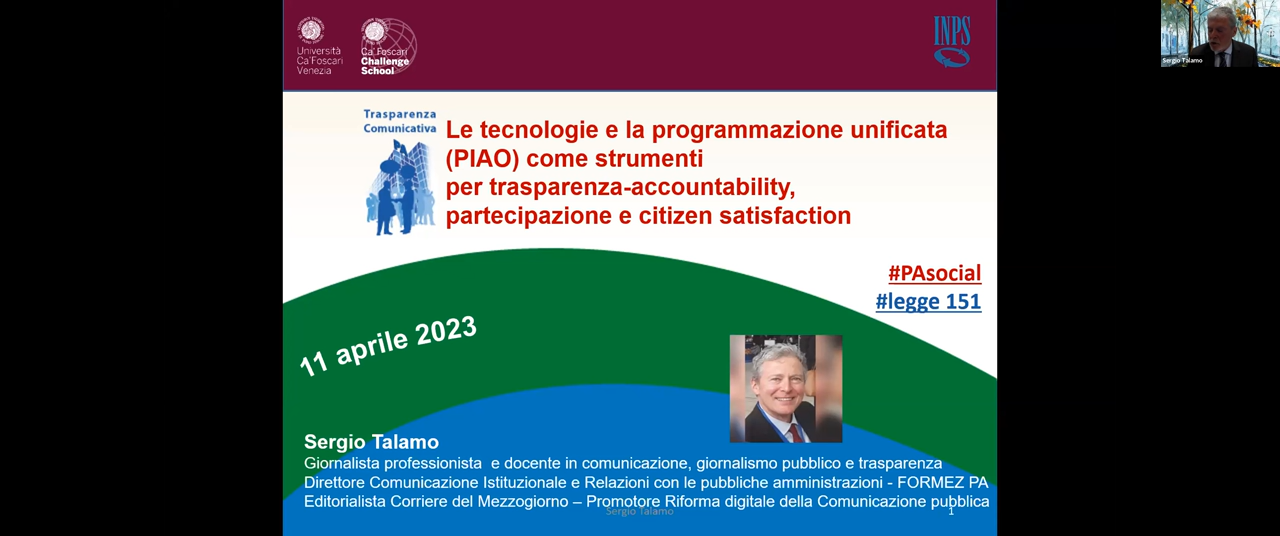 Università
Ca'Foscari
Venezia
Ca'Foscari
Challenge
School
INPS
Sergio Talamo
Trasparenza
Comunicativa
Le tecnologie e la programmazione unificata
(PIAO) come strumenti
per trasparenza-accountability,
partecipazione e citizen satisfaction
#PAsocial
#legge 151
11 aprile 2023
Sergio Talamo
Giornalista professionista e docente in comunicazione, giornalismo pubblico e trasparenza
Direttore Comunicazione Istituzionale e Relazioni con le pubbliche amministrazioni - FORMEZ PA
Editorialista Corriere del Mezzogiorno – Promotore Riforma digitale della Comunicazione pubblica
Sergio Talamo
1